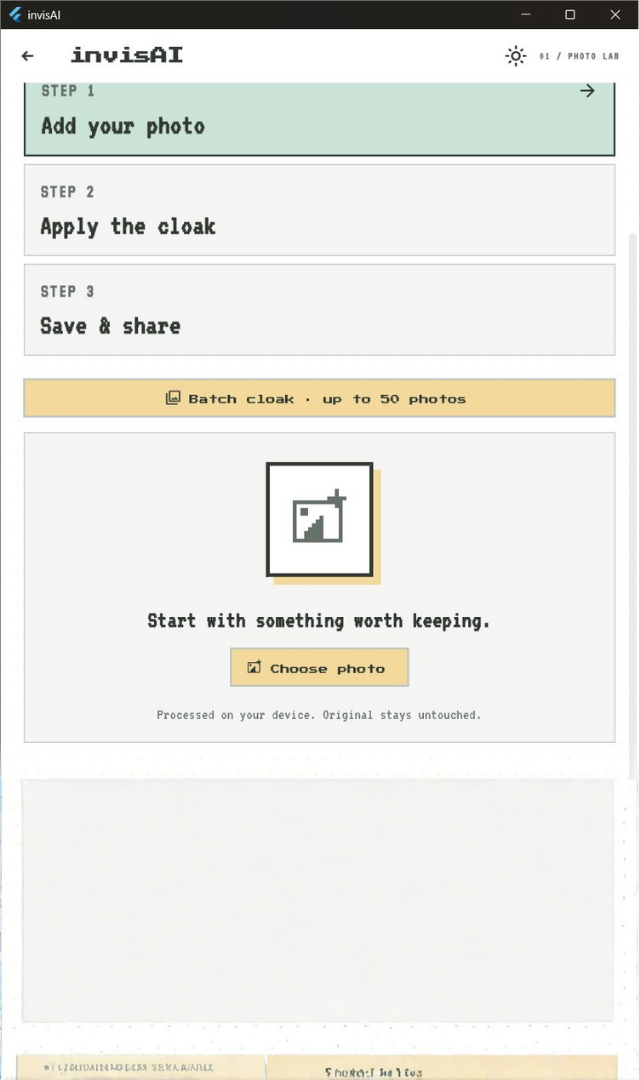 invisAI
invisAI
01 / PHOTO LAB
STEP 1
Add your photo
STEP 2
Apply the cloak
STEP 3
Save & share
Batch cloak · up to 50 photos
Start with something worth keeping.
Choose photo
Processed on your device. Original stays untouched.